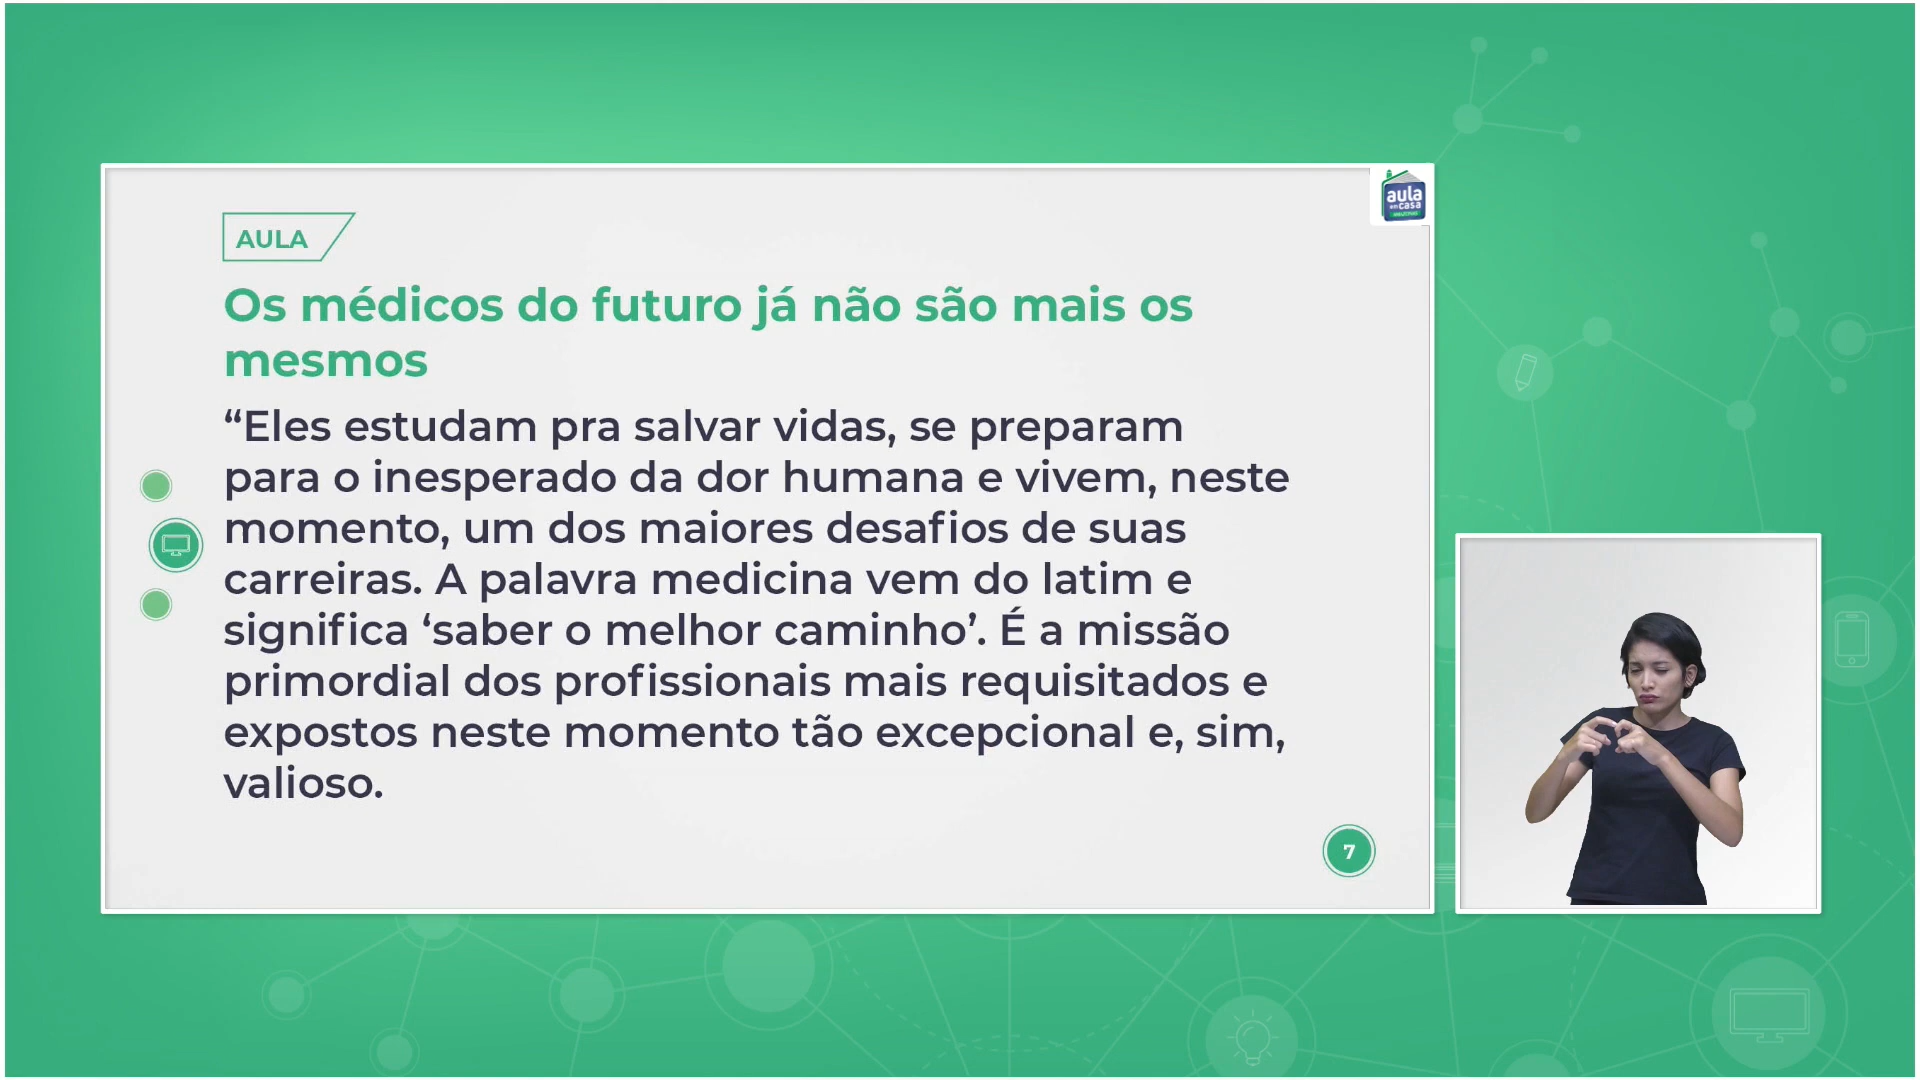 aula
em casa
AULA
Os médicos do futuro já não são mais os
mesmos
“Eles estudam pra salvar vidas, se preparam
para o inesperado da dor humana e vivem, neste
momento, um dos maiores desafios de suas
carreiras. A palavra medicina vem do latim e
significa ‘saber o melhor caminho’. É a missão
primordial dos profissionais mais requisitados e
expostos neste momento tão excepcional e, sim,
valioso.
7